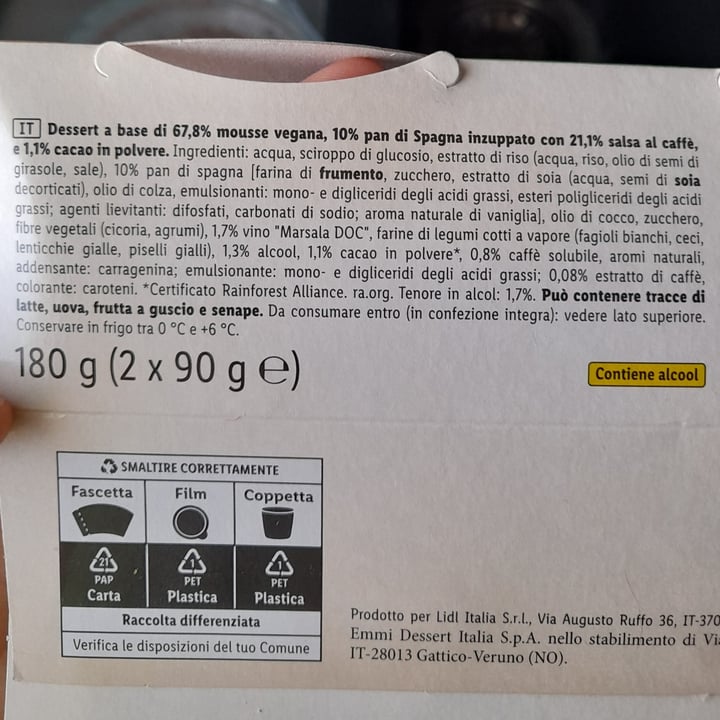 IT Dessert a base di 67,8% mousse vegana, 10% pan di Spagna inzuppato con 21,1% salsa al caffè,
e 1,1% cacao in polvere. Ingredienti: acqua, sciroppo di glucosio, estratto di riso (acqua, riso, olio di semi di
girasole, sale), 10% pan di spagna [farina di frumento, zucchero, estratto di soia (acqua, semi di soia
decorticati), olio di colza, emulsionanti: mono- e digliceridi degli acidi grassi, esteri poligliceridi degli acidi
grassi; agenti lievitanti: difosfati, carbonati di sodio; aroma naturale di vaniglia], olio di cocco, zucchero,
fibre vegetali (cicoria, agrumi), 1,7% vino "Marsala DOC", farine di legumi cotti a vapore (fagioli bianchi, ceci,
lenticchie gialle, piselli gialli), 1,3% alcool, 1,1% cacao in polvere*, 0,8% caffè solubile, aromi naturali,
addensante: carragenina; emulsionante: mono- e digliceridi degli acidi grassi; 0,08% estratto di caffè,
colorante: caroteni. *Certificato Rainforest Alliance. ra.org. Tenore in alcol: 1,7%. Può contenere tracce di
latte, uova, frutta a guscio e senape. Da consumare entro (in confezione integra): vedere lato superiore.
Conservare in frigo tra 0 °C e +6 °C.
180 g (2 x 90 g ℮)
Contiene alcool
SMALTIRE CORRETTAMENTE
Fascetta Film Coppetta
21 1 1
PAP PET PET
Carta Plastica Plastica
Raccolta differenziata
Verifica le disposizioni del tuo Comune
Prodotto per Lidl Italia S.r.l., Via Augusto Ruffo 36, IT-370
Emmi Dessert Italia S.p.A. nello stabilimento di Via
IT-28013 Gattico-Veruno (NO).